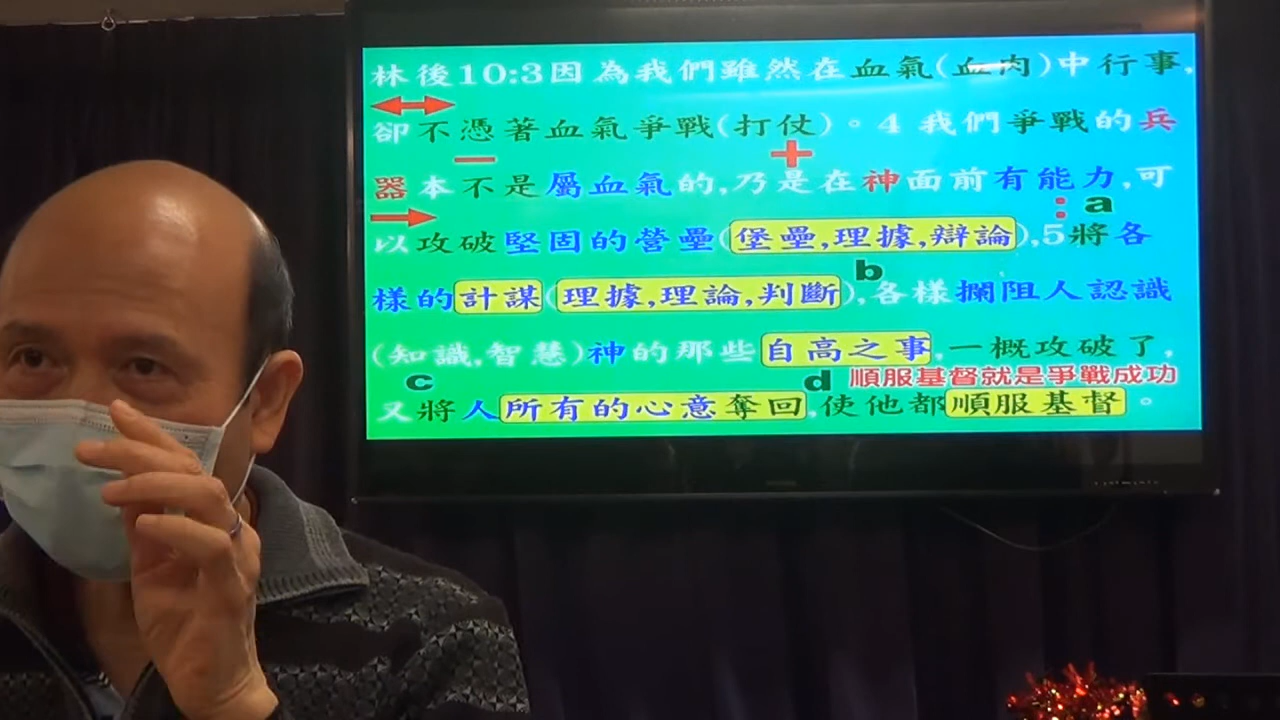 林後10:3因為我們雖然在血氣(血肉)中行事,
卻不憑著血氣爭戰(打仗)。4 我們爭戰的兵
器本不是屬血氣的,乃是在神面前有能力,可
a
以攻破堅固的營壘(堡壘,理據,辯論),5將各
b
樣的計謀(理據,理論,判斷),各樣攔阻人認識
(知識,智慧)神的那些自高之事,一概攻破了,
c d 順服基督就是爭戰成功
又將人所有的心意奪回,使他都順服基督。